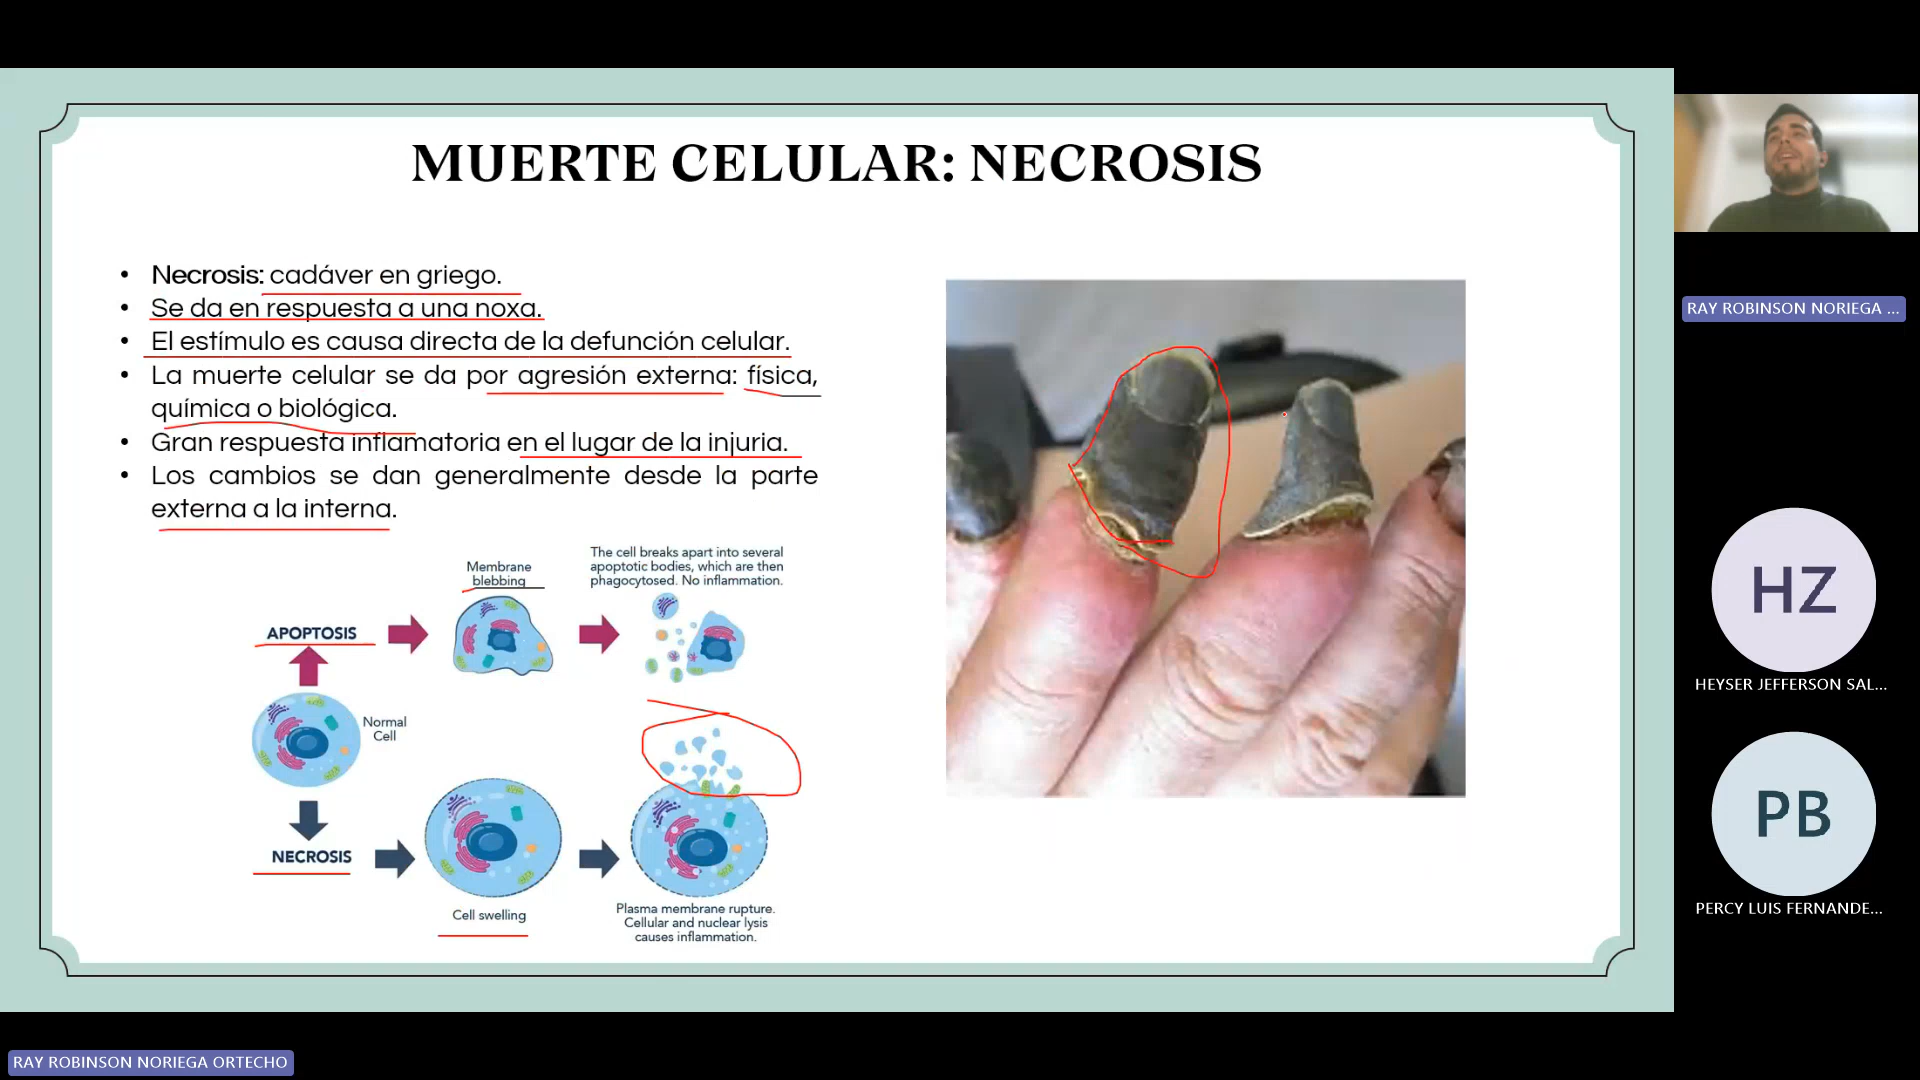 MUERTE CELULAR: NECROSIS
• Necrosis: cadáver en griego.
• Se da en respuesta a una noxa.
• El estímulo es causa directa de la defunción celular.
• La muerte celular se da por agresión externa: física,
química o biológica.
• Gran respuesta inflamatoria en el lugar de la injuria.
• Los cambios se dan generalmente desde la parte
externa a la interna.
Membrane
blebbing
The cell breaks apart into several
apoptotic bodies, which are then
phagocytosed. No inflammation.
APOPTOSIS
Normal
Cell
NECROSIS
Cell swelling
Plasma membrane rupture.
Cellular and nuclear lysis
causes inflammation.
RAY ROBINSON NORIEGA ...
HZ
HEYSER JEFFERSON SAL...
PB
PERCY LUIS FERNANDE...
RAY ROBINSON NORIEGA ORTECHO